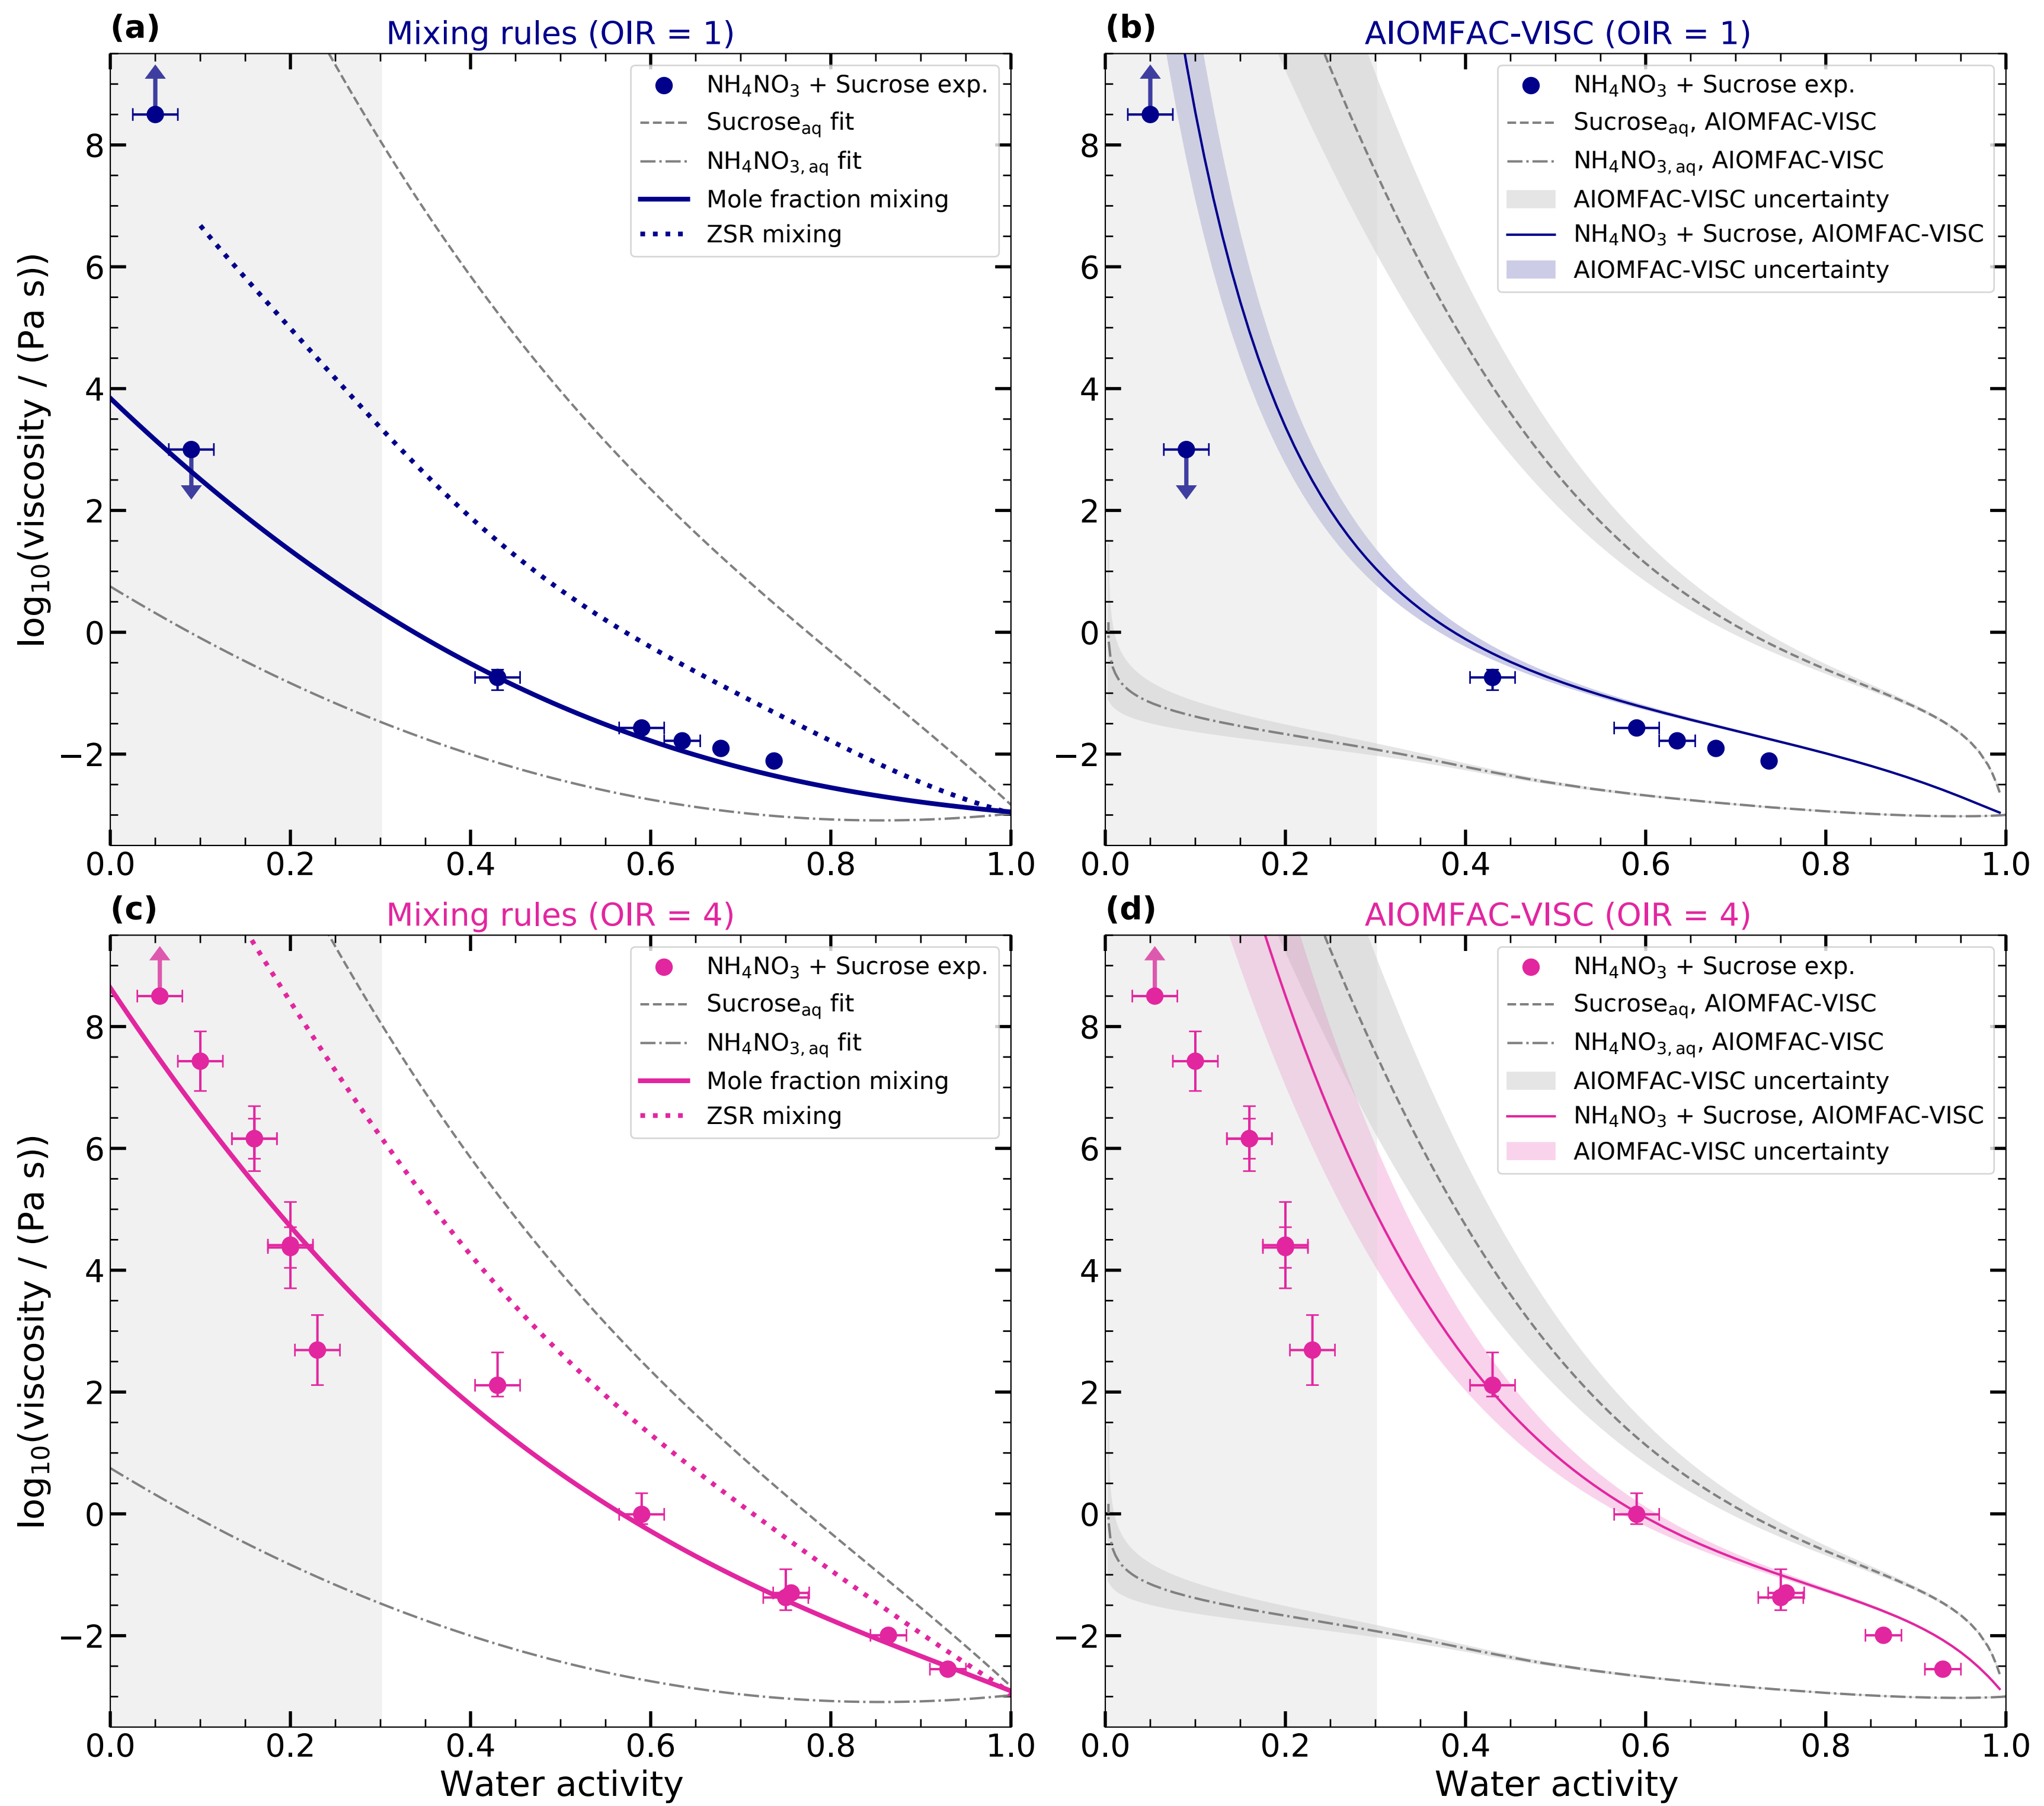 (a) Mixing rules (OIR = 1)
NH₄NO₃ + Sucrose exp.
Sucroseₐq fit
NH₄NO₃,ₐq fit
Mole fraction mixing
ZSR mixing
log₁₀(viscosity / (Pa s))
8
6
4
2
0
−2
0.0 0.2 0.4 0.6 0.8 1.0
(b) AIOMFAC-VISC (OIR = 1)
NH₄NO₃ + Sucrose exp.
Sucroseₐq, AIOMFAC-VISC
NH₄NO₃,ₐq, AIOMFAC-VISC
AIOMFAC-VISC uncertainty
NH₄NO₃ + Sucrose, AIOMFAC-VISC
AIOMFAC-VISC uncertainty
8
6
4
2
0
−2
0.0 0.2 0.4 0.6 0.8 1.0
(c) Mixing rules (OIR = 4)
NH₄NO₃ + Sucrose exp.
Sucroseₐq fit
NH₄NO₃,ₐq fit
Mole fraction mixing
ZSR mixing
log₁₀(viscosity / (Pa s))
8
6
4
2
0
−2
0.0 0.2 0.4 0.6 0.8 1.0
Water activity
(d) AIOMFAC-VISC (OIR = 4)
NH₄NO₃ + Sucrose exp.
Sucroseₐq, AIOMFAC-VISC
NH₄NO₃,ₐq, AIOMFAC-VISC
AIOMFAC-VISC uncertainty
NH₄NO₃ + Sucrose, AIOMFAC-VISC
AIOMFAC-VISC uncertainty
8
6
4
2
0
−2
0.0 0.2 0.4 0.6 0.8 1.0
Water activity